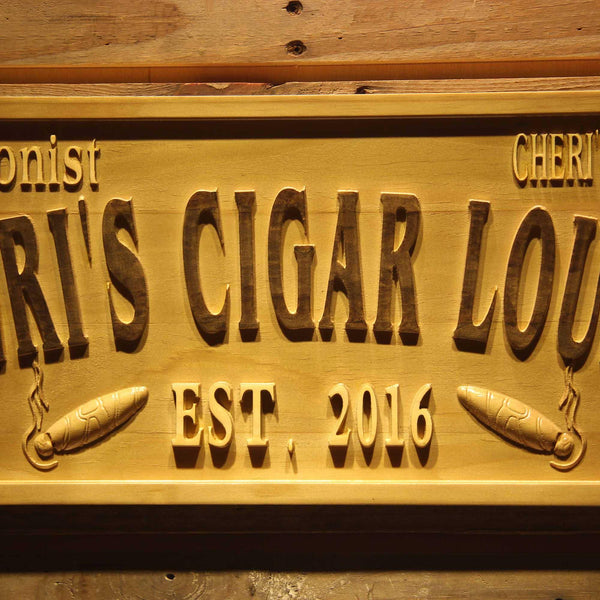 onist CHERI'
RI'S CIGAR LOU
EST. 2016